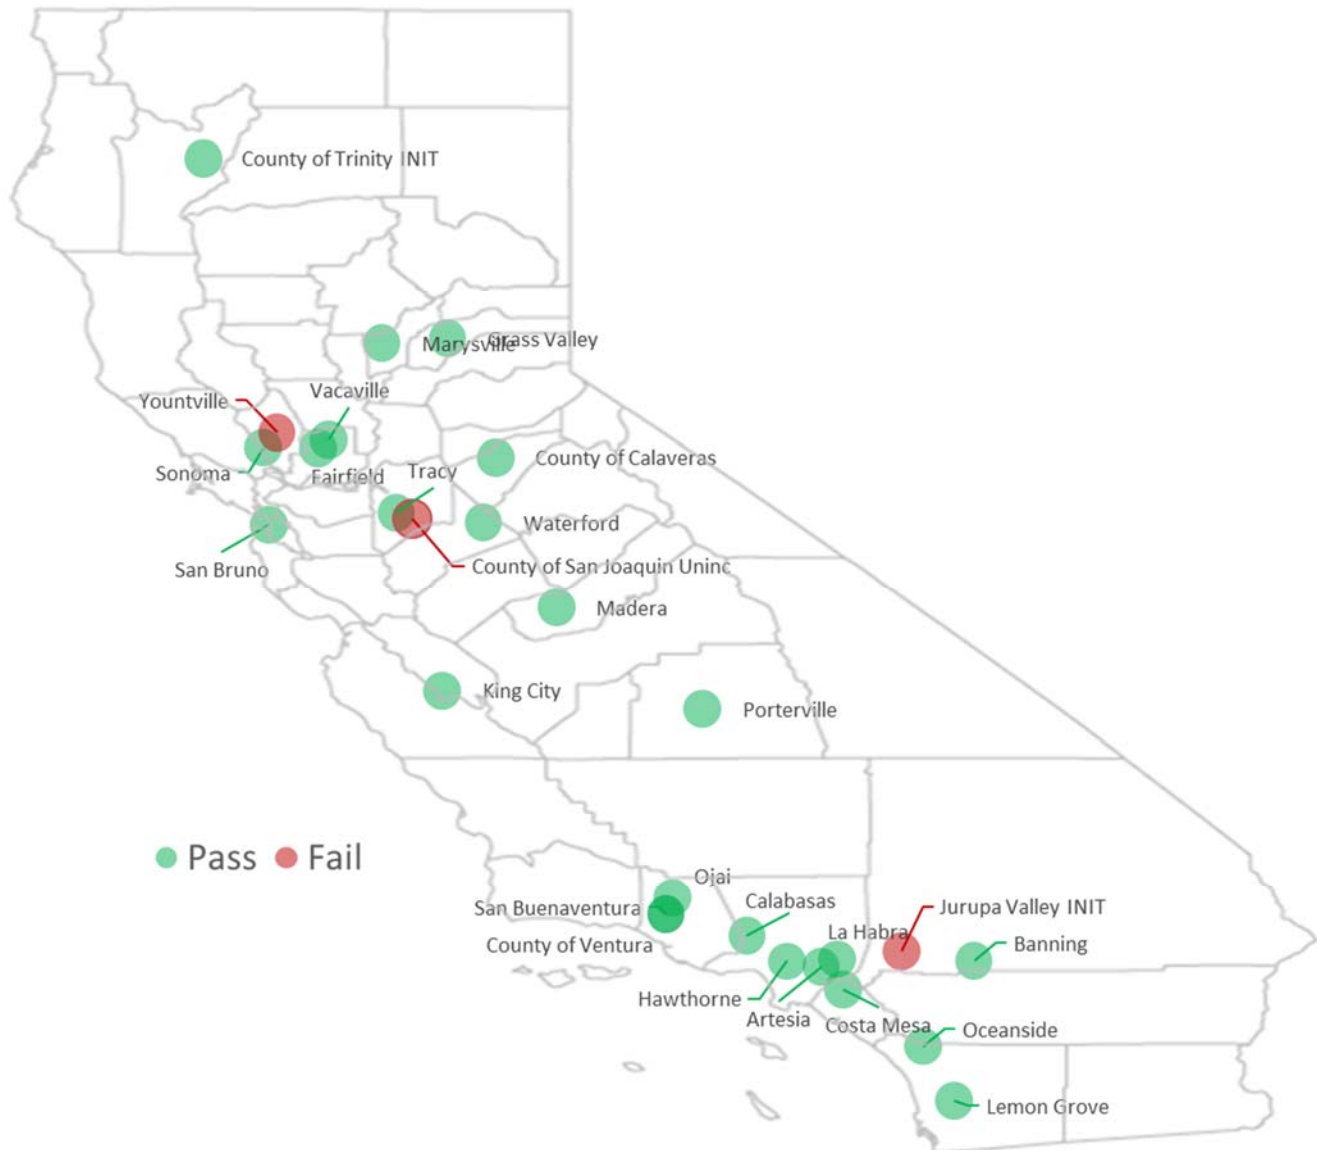 County of Trinity INIT
Marysville
Grass Valley
Vacaville
Yountville
Sonoma
Fairfield
Tracy
County of Calaveras
Waterford
San Bruno
County of San Joaquin Uninc
Madera
King City
Porterville
Pass
Fail
Ojai
San Buenaventura
County of Ventura
Calabasas
La Habra
Jurupa Valley INIT
Banning
Hawthorne
Artesia
Costa Mesa
Oceanside
Lemon Grove